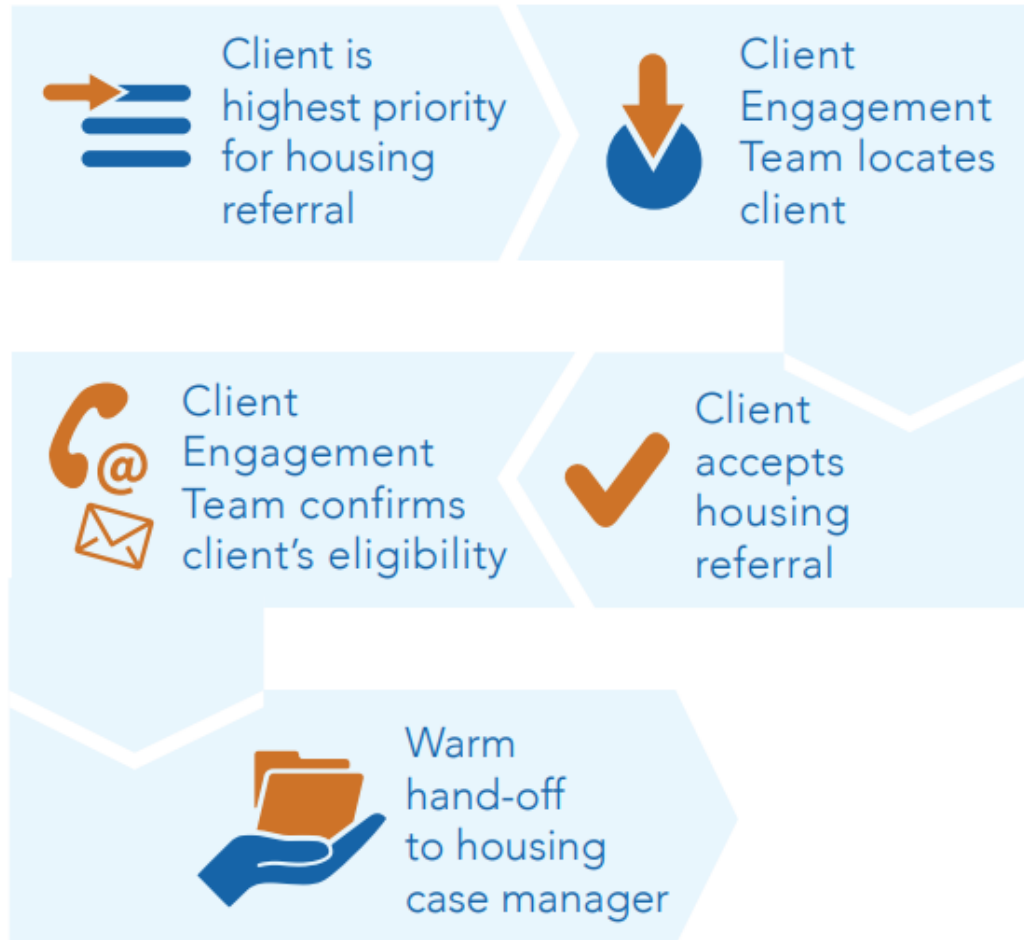 Client is
highest priority
for housing
referral
Client
Engagement
Team locates
client
Client
accepts
housing
referral
@
Client
Engagement
Team confirms
client's eligibility
Warm
hand-off
to housing
case manager